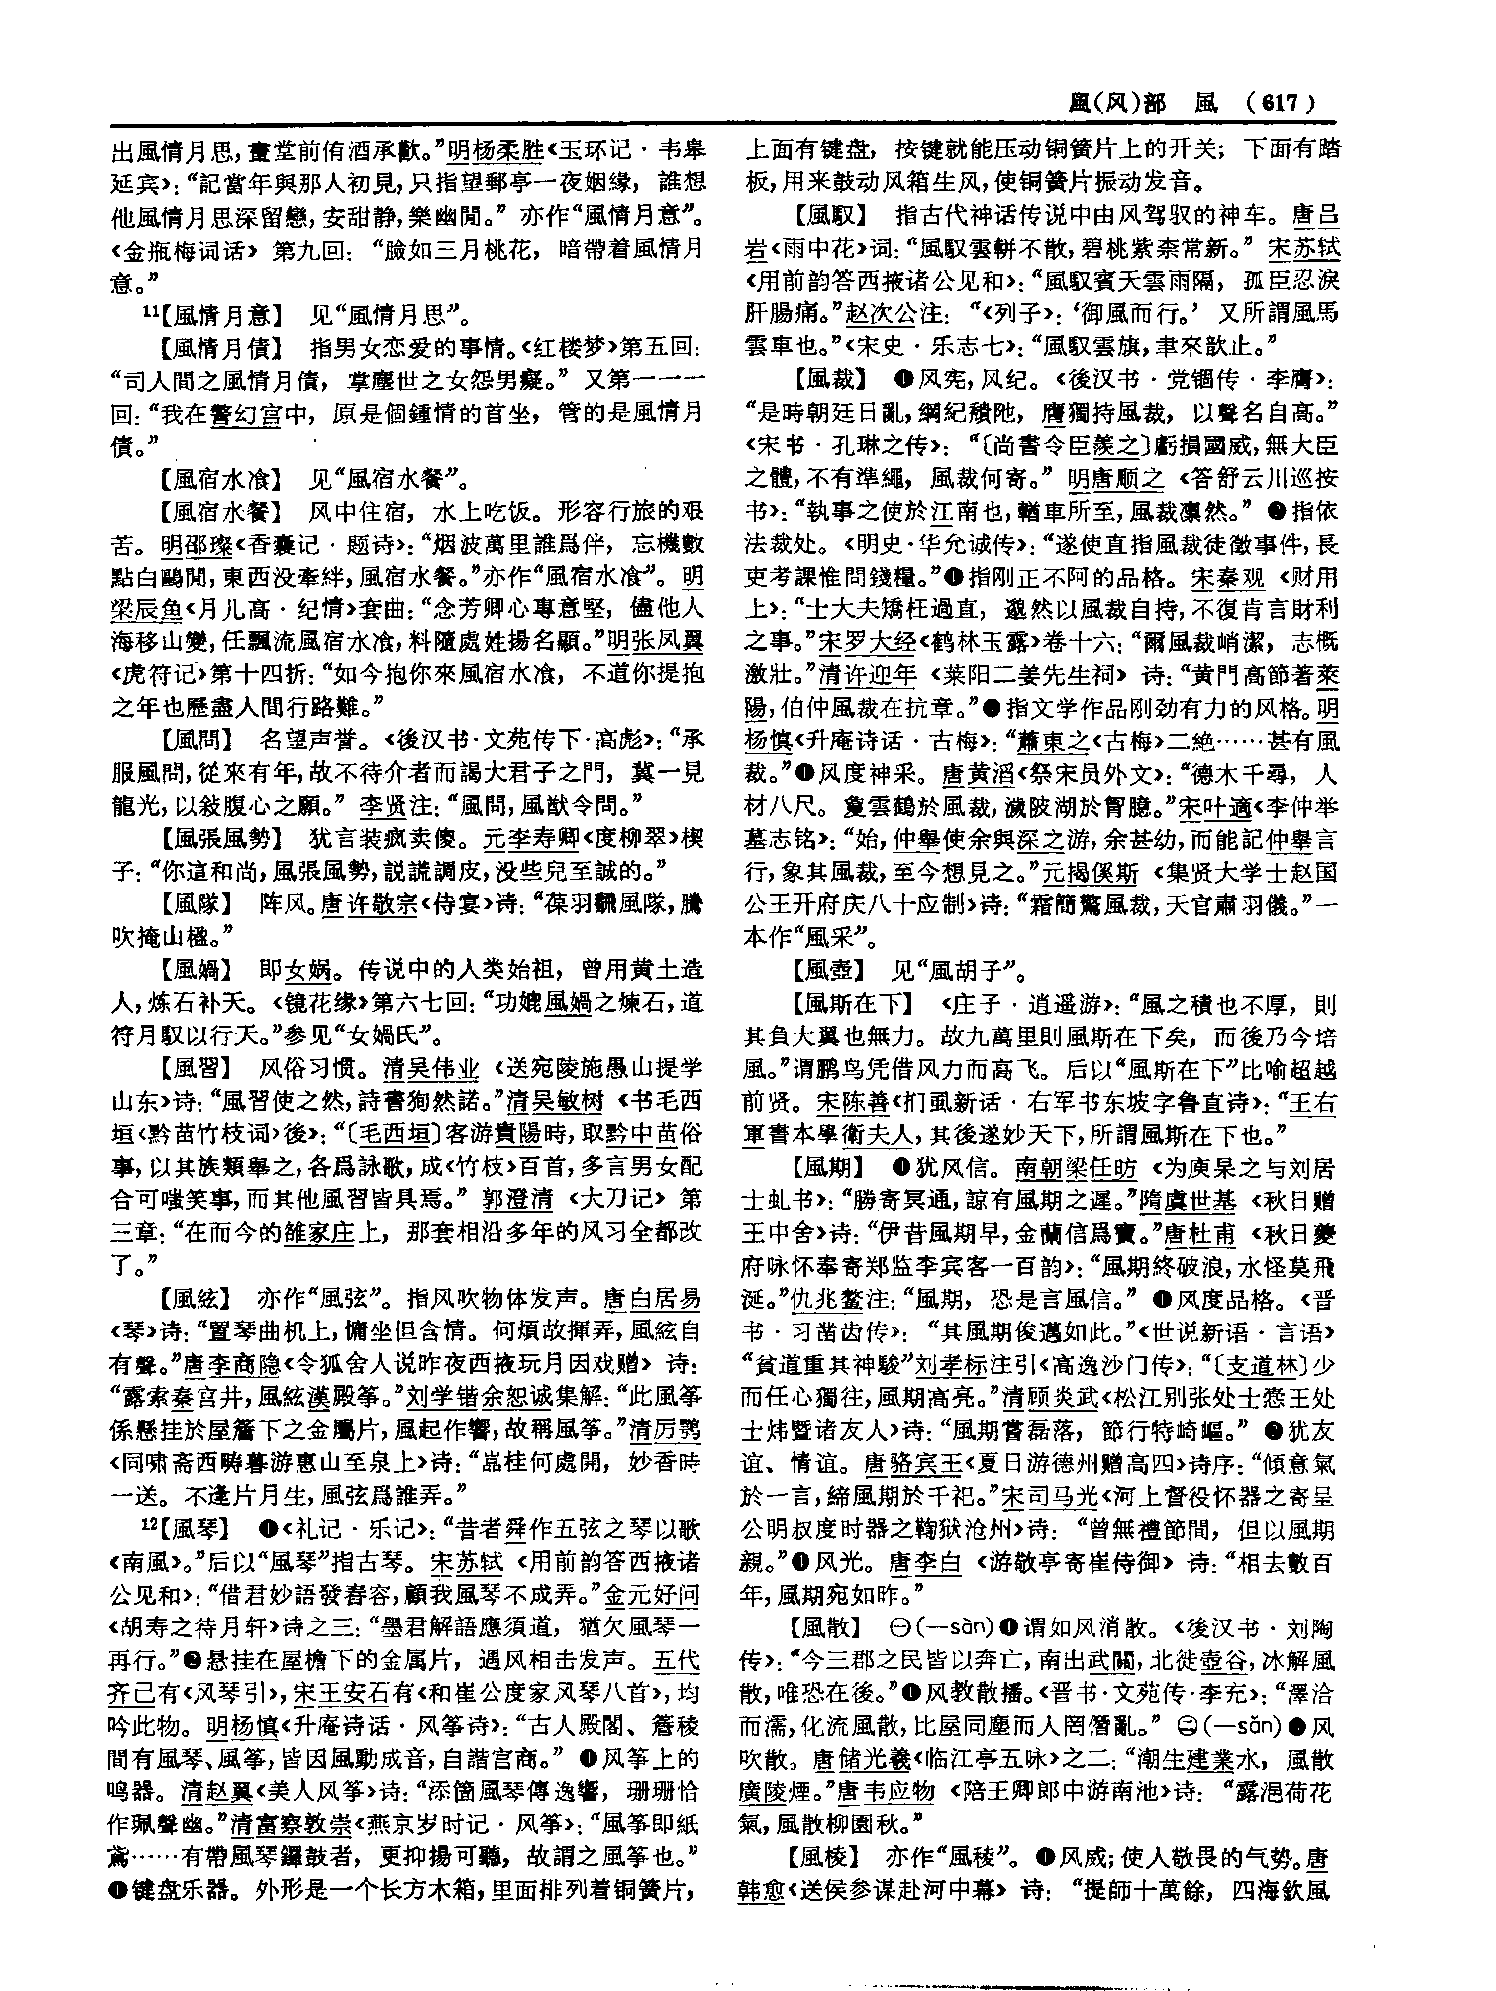 風(风)部 風 (617)
出風情月思,畫堂前侑酒承歡。”明杨柔胜《玉环记·韦皋
延宾》:“記當年與那人初見,只指望郵亭一夜姻緣,誰想
他風情月思深留戀,安甜静,樂幽閒。”亦作“風情月意”。
《金瓶梅词话》第九回:“臉如三月桃花,暗帶着風情月
意。”
11【風情月意】 见“風情月思”。
【風情月債】 指男女恋爱的事情。《红楼梦》第五回:
“司人間之風情月債,掌塵世之女怨男癡。”又第一一一
回:“我在警幻宫中,原是個鍾情的首坐,管的是風情月
債。”
【風宿水飡】 见“風宿水餐”。
【風宿水餐】 风中住宿,水上吃饭。形容行旅的艰
苦。明邵璨《香囊记·题诗》:“烟波萬里誰爲伴,忘機數
點白鷗閒,東西没牽絆,風宿水餐。”亦作“風宿水飡”。明
梁辰鱼《月儿高·纪情》套曲:“念芳卿心專意堅,儘他人
海移山變,任飄流風宿水飡,料隨處姓揚名顯。”明张凤翼
《虎符记》第十四折:“如今抱你來風宿水飡,不道你提抱
之年也歷盡人間行路難。”
【風問】 名望声誉。《後汉书·文苑传下·高彪》:“承
服風問,從來有年,故不待介者而謁大君子之門,冀一見
龍光,以敍腹心之願。”李贤注:“風問,風猷令問。”
【風張風勢】 犹言装疯卖傻。元李寿卿《度柳翠》楔
子:“你這和尚,風張風勢,説謊調皮,没些兒至誠的。”
【風隊】 阵风。唐许敬宗《侍宴》诗:“葆羽翻風隊,騰
吹掩山楹。”
【風媧】 即女娲。传说中的人类始祖,曾用黄土造
人,炼石补天。《镜花缘》第六七回:“功媲風媧之煉石,道
符月馭以行天。”参见“女媧氏”。
【風習】 风俗习惯。清吴伟业《送宛陵施愚山提学
山东》诗:“風習使之然,詩書徇然諾。”清吴敏树《书毛西
垣〈黔苗竹枝词〉後》:“〔毛西垣〕客游貴陽時,取黔中苗俗
事,以其族類舉之,各爲詠歌,成《竹枝》百首,多言男女配
合可嗤笑事,而其他風習皆具焉。”郭澄清《大刀记》第
三章:“在而今的雒家庄上,那套相沿多年的风习全都改
了。”
【風絃】 亦作“風弦”。指风吹物体发声。唐白居易
《琴》诗:“置琴曲机上,慵坐但含情。何煩故揮弄,風絃自
有聲。”唐李商隐《令狐舍人说昨夜西掖玩月因戏赠》诗:
“露索秦宫井,風絃漢殿筝。”刘学锴余恕诚集解:“此風筝
係懸挂於屋簷下之金屬片,風起作響,故稱風筝。”清厉鹗
《同啸斋西畴暮游惠山至泉上》诗:“嵓桂何處開,妙香時
一送。不逢片月生,風弦爲誰弄。”
12【風琴】 ❶《礼记·乐记》:“昔者舜作五弦之琴以歌
《南風》。”后以“風琴”指古琴。宋苏轼《用前韵答西掖诸
公见和》:“借君妙語發春容,顧我風琴不成弄。”金元好问
《胡寿之待月轩》诗之三:“墨君解語應須道,猶欠風琴一
再行。”❷悬挂在屋檐下的金属片,遇风相击发声。五代
齐己有《风琴引》,宋王安石有《和崔公度家风琴八首》,均
吟此物。明杨慎《升庵诗话·风筝诗》:“古人殿閣、簷稜
間有風琴、風筝,皆因風動成音,自諧宫商。”❸风筝上的
鸣器。清赵翼《美人风筝》诗:“添箇風琴傳逸響,珊珊恰
作珮聲幽。”清富察敦崇《燕京岁时记·风筝》:“風筝即紙
鳶……有帶風琴鑼鼓者,更抑揚可聽,故謂之風筝也。”
❹键盘乐器。外形是一个长方木箱,里面排列着铜簧片,
上面有键盘,按键就能压动铜簧片上的开关;下面有踏
板,用来鼓动风箱生风,使铜簧片振动发音。
【風馭】 指古代神话传说中由风驾驭的神车。唐吕
岩《雨中花》词:“風馭雲軿不散,碧桃紫柰常新。”宋苏轼
《用前韵答西掖诸公见和》:“風馭賓天雲雨隔,孤臣忍淚
肝腸痛。”赵次公注:“《列子》:‘御風而行。’又所謂風馬
雲車也。”《宋史·乐志七》:“風馭雲旗,聿來歆止。”
【風裁】 ❶风宪,风纪。《後汉书·党锢传·李膺》:
“是時朝廷日亂,綱紀穨阤,膺獨持風裁,以聲名自高。”
《宋书·孔琳之传》:“〔尚書令臣羨之〕虧損國威,無大臣
之體,不有準繩,風裁何寄。”明唐顺之《答舒云川巡按
书》:“執事之使於江南也,輶車所至,風裁凛然。”❷指依
法裁处。《明史·华允诚传》:“遂使直指風裁徒徵事件,長
吏考課惟問錢糧。”❸指刚正不阿的品格。宋秦观《财用
上》:“士大夫矯枉過直,邈然以風裁自持,不復肯言財利
之事。”宋罗大经《鹤林玉露》卷十六:“爾風裁峭潔,志概
激壯。”清许迎年《莱阳二姜先生祠》诗:“黄門高節著萊
陽,伯仲風裁在抗章。”❹指文学作品刚劲有力的风格。明
杨慎《升庵诗话·古梅》:“蕭東之《古梅》二絶……甚有風
裁。”❺风度神采。唐黄滔《祭宋员外文》:“德木千尋,人
材八尺。敻雲鶴於風裁,濊陂湖於胷臆。”宋叶適《李仲举
墓志铭》:“始,仲舉使余與深之游,余甚幼,而能記仲舉言
行,象其風裁,至今想見之。”元揭傒斯《集贤大学士赵国
公王开府庆八十应制》诗:“霜簡驚風裁,天官肅羽儀。”一
本作“風采”。
【風壺】 见“風胡子”。
【風斯在下】 《庄子·逍遥游》:“風之積也不厚,則
其負大翼也無力。故九萬里則風斯在下矣,而後乃今培
風。”谓鹏鸟凭借风力而高飞。后以“風斯在下”比喻超越
前贤。宋陈善《扪虱新话·右军书东坡字鲁直诗》:“王右
軍書本學衛夫人,其後遂妙天下,所謂風斯在下也。”
【風期】 ❶犹风信。南朝梁任昉《为庾杲之与刘居
士虬书》:“勝寄冥通,諒有風期之遲。”隋虞世基《秋日赠
王中舍》诗:“伊昔風期早,金蘭信爲寶。”唐杜甫《秋日夔
府咏怀奉寄郑监李宾客一百韵》:“風期終破浪,水怪莫飛
涎。”仇兆鳌注:“風期,恐是言風信。”❷风度品格。《晋
书·习凿齿传》:“其風期俊邁如此。”《世说新语·言语》
“貧道重其神駿”刘孝标注引《高逸沙门传》:“〔支道林〕少
而任心獨往,風期高亮。”清顾炎武《松江别张处士悫王处
士炜暨诸友人》诗:“風期嘗磊落,節行特崎嶇。”❸犹友
谊、情谊。唐骆宾王《夏日游德州赠高四》诗序:“傾意氣
於一言,締風期於千祀。”宋司马光《河上督役怀器之寄呈
公明叔度时器之鞫狱沧州》诗:“曾無禮節間,但以風期
親。”❹风光。唐李白《游敬亭寄崔侍御》诗:“相去數百
年,風期宛如昨。”
【風散】 ㊀(—sàn)❶谓如风消散。《後汉书·刘陶
传》:“今三郡之民皆以奔亡,南出武關,北徙壺谷,冰解風
散,唯恐在後。”❷风教散播。《晋书·文苑传·李充》:“澤洽
而濡,化流風散,比屋同塵而人罔僭亂。”㊁(—sǎn)●风
吹散。唐储光羲《临江亭五咏》之二:“潮生建業水,風散
廣陵煙。”唐韦应物《陪王卿郎中游南池》诗:“露浥荷花
氣,風散柳園秋。”
【風棱】 亦作“風稜”。❶风威;使人敬畏的气势。唐
韩愈《送侯参谋赴河中幕》诗:“提師十萬餘,四海欽風